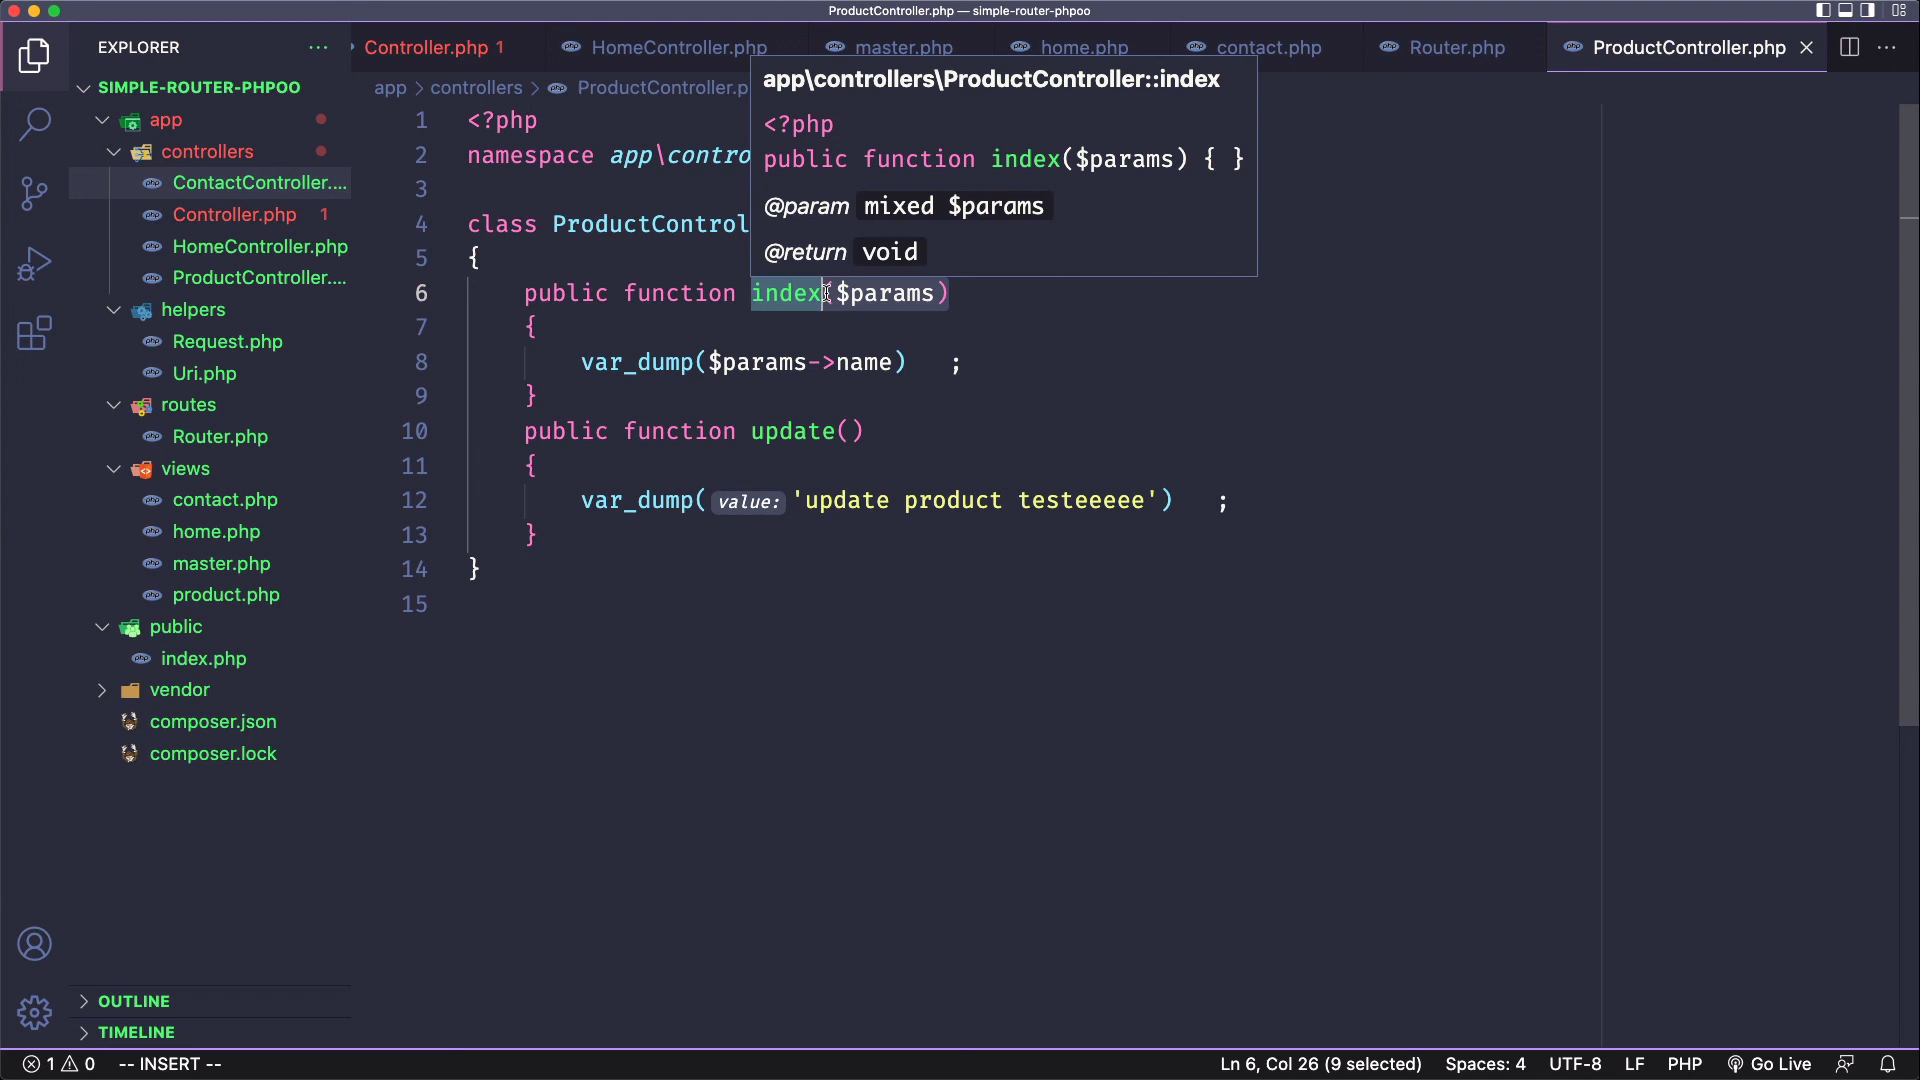 ProductController.php — simple-router-phpoo
EXPLORER
SIMPLE-ROUTER-PHPOO
app
controllers
ContactController....
Controller.php 1
HomeController.php
ProductController....
helpers
Request.php
Uri.php
routes
Router.php
views
contact.php
home.php
master.php
product.php
public
index.php
vendor
composer.json
composer.lock
OUTLINE
TIMELINE
Controller.php 1
HomeController.php
master.php
home.php
contact.php
Router.php
ProductController.php
app > controllers > ProductController.p
app\controllers\ProductController::index
<?php
public function index($params) { }
@param mixed $params
@return void
1 <?php
2 namespace app\contro
3
4 class ProductControl
5 {
6 public function index($params)
7 {
8 var_dump($params->name) ;
9 }
10 public function update()
11 {
12 var_dump( value: 'update product testeeeee') ;
13 }
14 }
15
1 0 -- INSERT --
Ln 6, Col 26 (9 selected) Spaces: 4 UTF-8 LF PHP Go Live